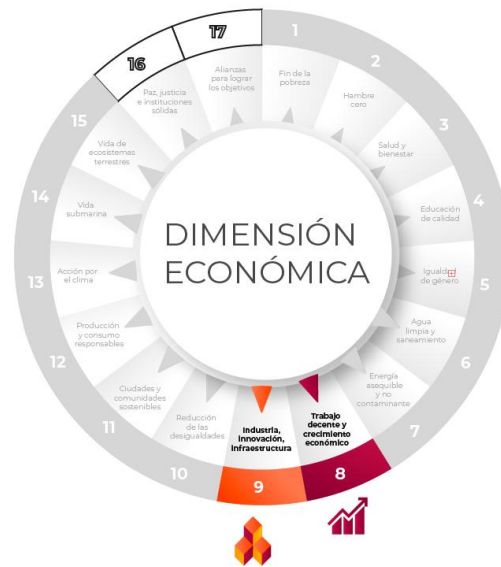 DIMENSIÓN
ECONÓMICA
1
Fin de la
pobreza
2
Hambre
cero
3
Salud y
bienestar
4
Educación
de calidad
5
Igualdad
de género
6
Agua
limpia y
saneamiento
7
Energía
asequible
y no
contaminante
8
Trabajo
decente y
crecimiento
económico
9
Industria,
innovación,
infraestructura
10
Reducción
de las
desigualdades
11
Ciudades y
comunidades
sostenibles
12
Producción
y consumo
responsables
13
Acción por
el clima
14
Vida
submarina
15
Vida de
ecosistemas
terrestres
16
Paz, justicia
e instituciones
sólidas
17
Alianzas
para lograr
los objetivos